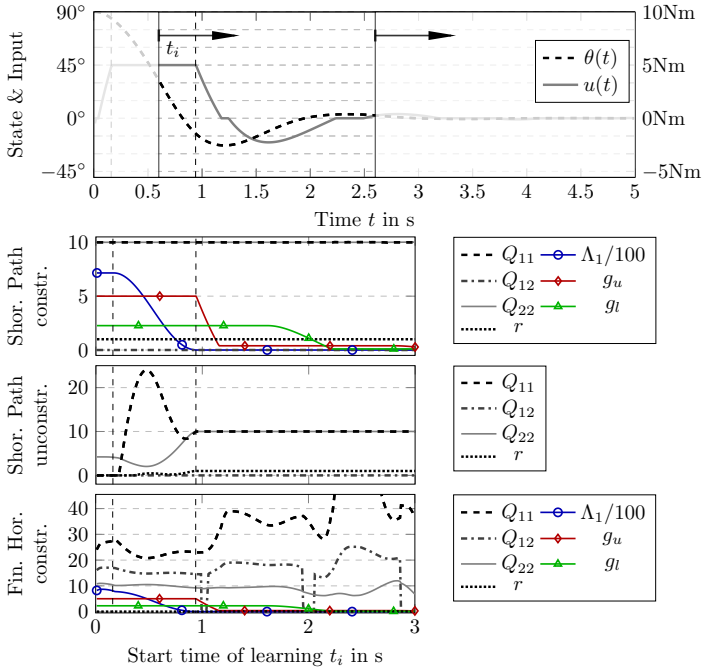 90° 10Nm
45° 5Nm
0° 0Nm
−45° −5Nm
State & Input
t_i
θ(t)
u(t)
0 0.5 1 1.5 2 2.5 3 3.5 4 4.5 5
Time t in s
10
5
0
Shor. Path
constr.
Q_11 Λ_1/100
Q_12 g_u
Q_22 g_l
r
20
10
0
Shor. Path
unconstr.
Q_11
Q_12
Q_22
r
40
30
20
10
0
Fin. Hor.
constr.
Q_11 Λ_1/100
Q_12 g_u
Q_22 g_l
r
0 1 2 3
Start time of learning t_i in s